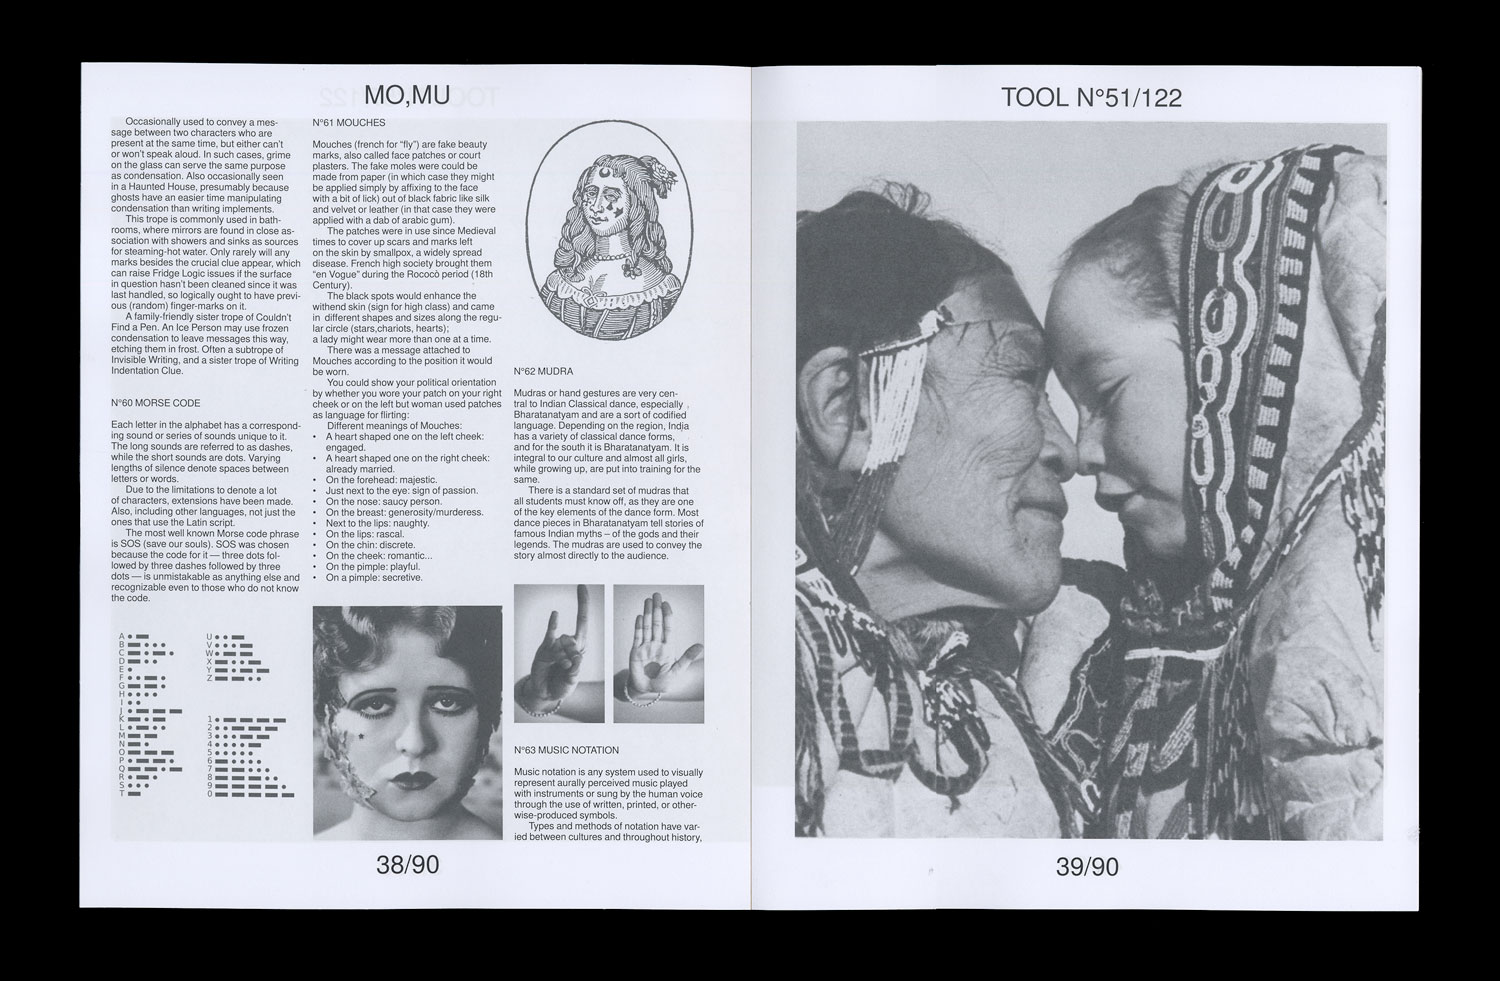 MO,MU
Occasionally used to convey a mes-
sage between two characters who are
present at the same time, but either can't
or won't speak aloud. In such cases, grime
on the glass can serve the same purpose
as condensation. Also occasionally seen
in a Haunted House, presumably because
ghosts have an easier time manipulating
condensation than writing implements.
This trope is commonly used in bath-
rooms, where mirrors are found in close as-
sociation with showers and sinks as sources
for steaming-hot water. Only rarely will any
marks besides the crucial clue appear, which
can raise Fridge Logic issues if the surface
in question hasn't been cleaned since it was
last handled, so logically ought to have previ-
ous (random) finger-marks on it.
A family-friendly sister trope of Couldn't
Find a Pen. An Ice Person may use frozen
condensation to leave messages this way,
etching them in frost. Often a subtrope of
Invisible Writing, and a sister trope of Writing
Indentation Clue.
N°60 MORSE CODE
Each letter in the alphabet has a correspond-
ing sound or series of sounds unique to it.
The long sounds are referred to as dashes,
while the short sounds are dots. Varying
lengths of silence denote spaces between
letters or words.
Due to the limitations to denote a lot
of characters, extensions have been made.
Also, including other languages, not just the
ones that use the Latin script.
The most well known Morse code phrase
is SOS (save our souls). SOS was chosen
because the code for it — three dots fol-
lowed by three dashes followed by three
dots — is unmistakable as anything else and
recognizable even to those who do not know
the code.
A
B
C
D
E
F
G
H
I
J
K
L
M
N
O
P
Q
R
S
T
U
V
W
X
Y
Z
1
2
3
4
5
6
7
8
9
0
N°61 MOUCHES
Mouches (french for “fly”) are fake beauty
marks, also called face patches or court
plasters. The fake moles were could be
made from paper (in which case they might
be applied simply by affixing to the face
with a bit of lick) out of black fabric like silk
and velvet or leather (in that case they were
applied with a dab of arabic gum).
The patches were in use since Medieval
times to cover up scars and marks left
on the skin by smallpox, a widely spread
disease. French high society brought them
“en Vogue” during the Rococò period (18th
Century).
The black spots would enhance the
withend skin (sign for high class) and came
in different shapes and sizes along the regu-
lar circle (stars,chariots, hearts);
a lady might wear more than one at a time.
There was a message attached to
Mouches according to the position it would
be worn.
You could show your political orientation
by whether you wore your patch on your right
cheek or on the left but woman used patches
as language for flirting:
Different meanings of Mouches:
• A heart shaped one on the left cheek:
engaged.
• A heart shaped one on the right cheek:
already married.
• On the forehead: majestic.
• Just next to the eye: sign of passion.
• On the nose: saucy person.
• On the breast: generosity/murderess.
• Next to the lips: naughty.
• On the lips: rascal.
• On the chin: discrete.
• On the cheek: romantic...
• On the pimple: playful.
• On a pimple: secretive.
N°62 MUDRA
Mudras or hand gestures are very cen-
tral to Indian Classical dance, especially
Bharatanatyam and are a sort of codified
language. Depending on the region, India
has a variety of classical dance forms,
and for the south it is Bharatanatyam. It is
integral to our culture and almost all girls,
while growing up, are put into training for the
same.
There is a standard set of mudras that
all students must know off, as they are one
of the key elements of the dance form. Most
dance pieces in Bharatanatyam tell stories of
famous Indian myths – of the gods and their
legends. The mudras are used to convey the
story almost directly to the audience.
N°63 MUSIC NOTATION
Music notation is any system used to visually
represent aurally perceived music played
with instruments or sung by the human voice
through the use of written, printed, or other-
wise-produced symbols.
Types and methods of notation have var-
ied between cultures and throughout history,
38/90
TOOL N°51/122
39/90